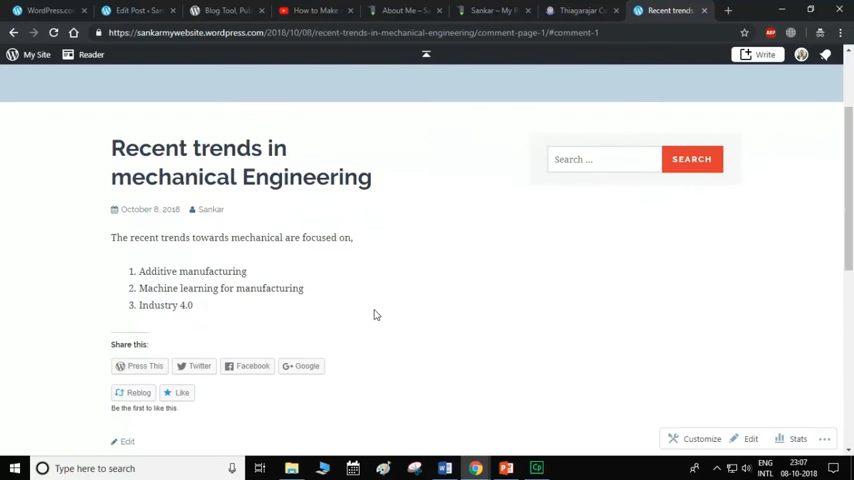 WordPress.co
Edit Post ‹ San
Blog Tool, Pu
How to Make
About Me – Sa
Sankar – My P
Thiagarajar C
Recent trends
https://sankarmywebsite.wordpress.com/2018/10/08/recent-trends-in-mechanical-engineering/comment-page-1/#comment-1
ABP
My Site
Reader
Write
Recent trends in
mechanical Engineering
Search ...
SEARCH
October 8, 2018
Sankar
The recent trends towards mechanical are focused on,
1. Additive manufacturing
2. Machine learning for manufacturing
3. Industry 4.0
Share this:
Press This
Twitter
Facebook
G+ Google
Reblog
Like
Be the first to like this.
Edit
Customize
Edit
Stats
Type here to search
ENG
INTL
23:07
08-10-2018